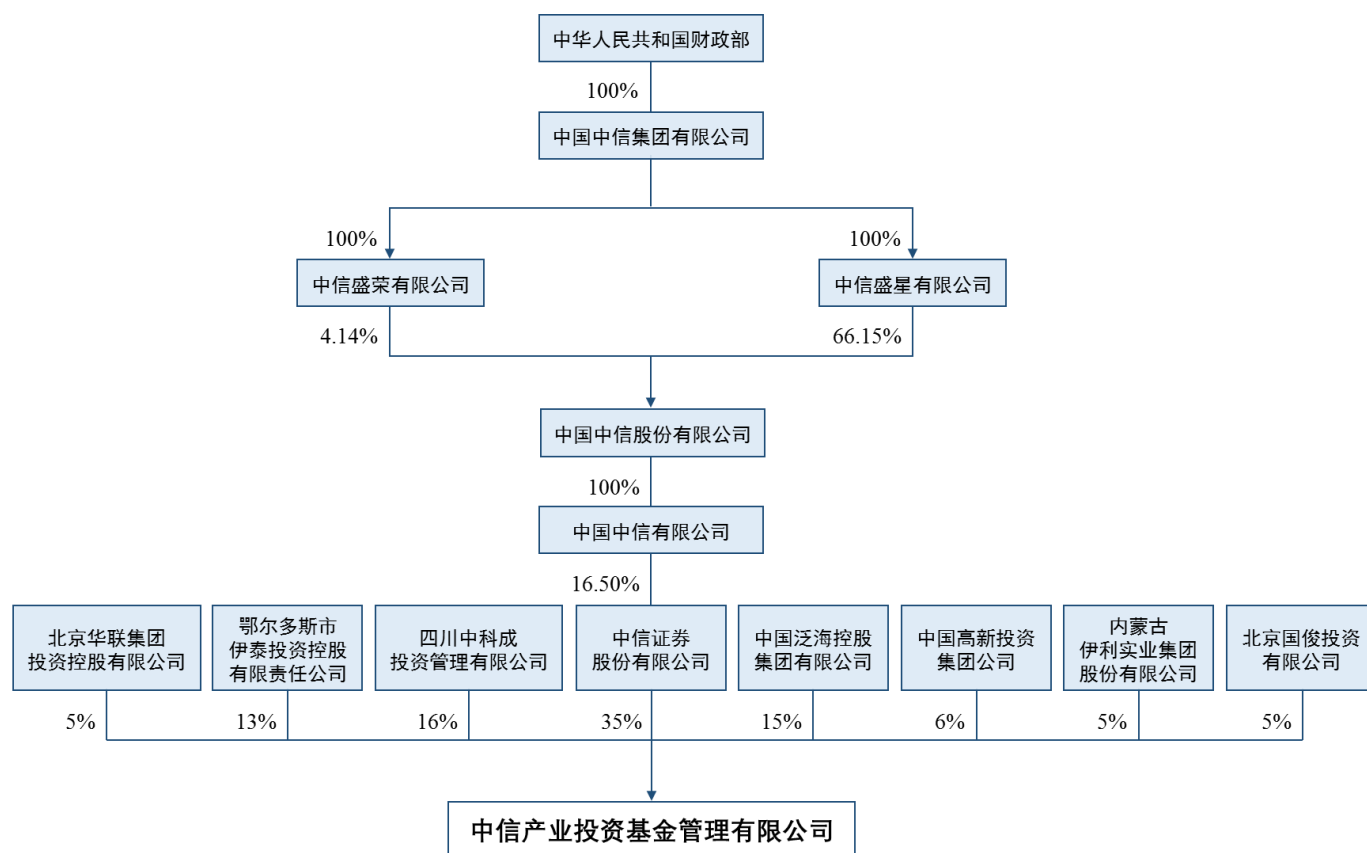 中华人民共和国财政部
100%
中国中信集团有限公司
100%
100%
中信盛荣有限公司
中信盛星有限公司
4.14%
66.15%
中国中信股份有限公司
100%
中国中信有限公司
16.50%
北京华联集团
投资控股有限公司
鄂尔多斯市
伊泰投资控股
有限责任公司
四川中科成
投资管理有限公司
中信证券
股份有限公司
中国泛海控股
集团有限公司
中国高新投资
集团公司
内蒙古
伊利实业集团
股份有限公司
北京国俊投资
有限公司
5%
13%
16%
35%
15%
6%
5%
5%
中信产业投资基金管理有限公司